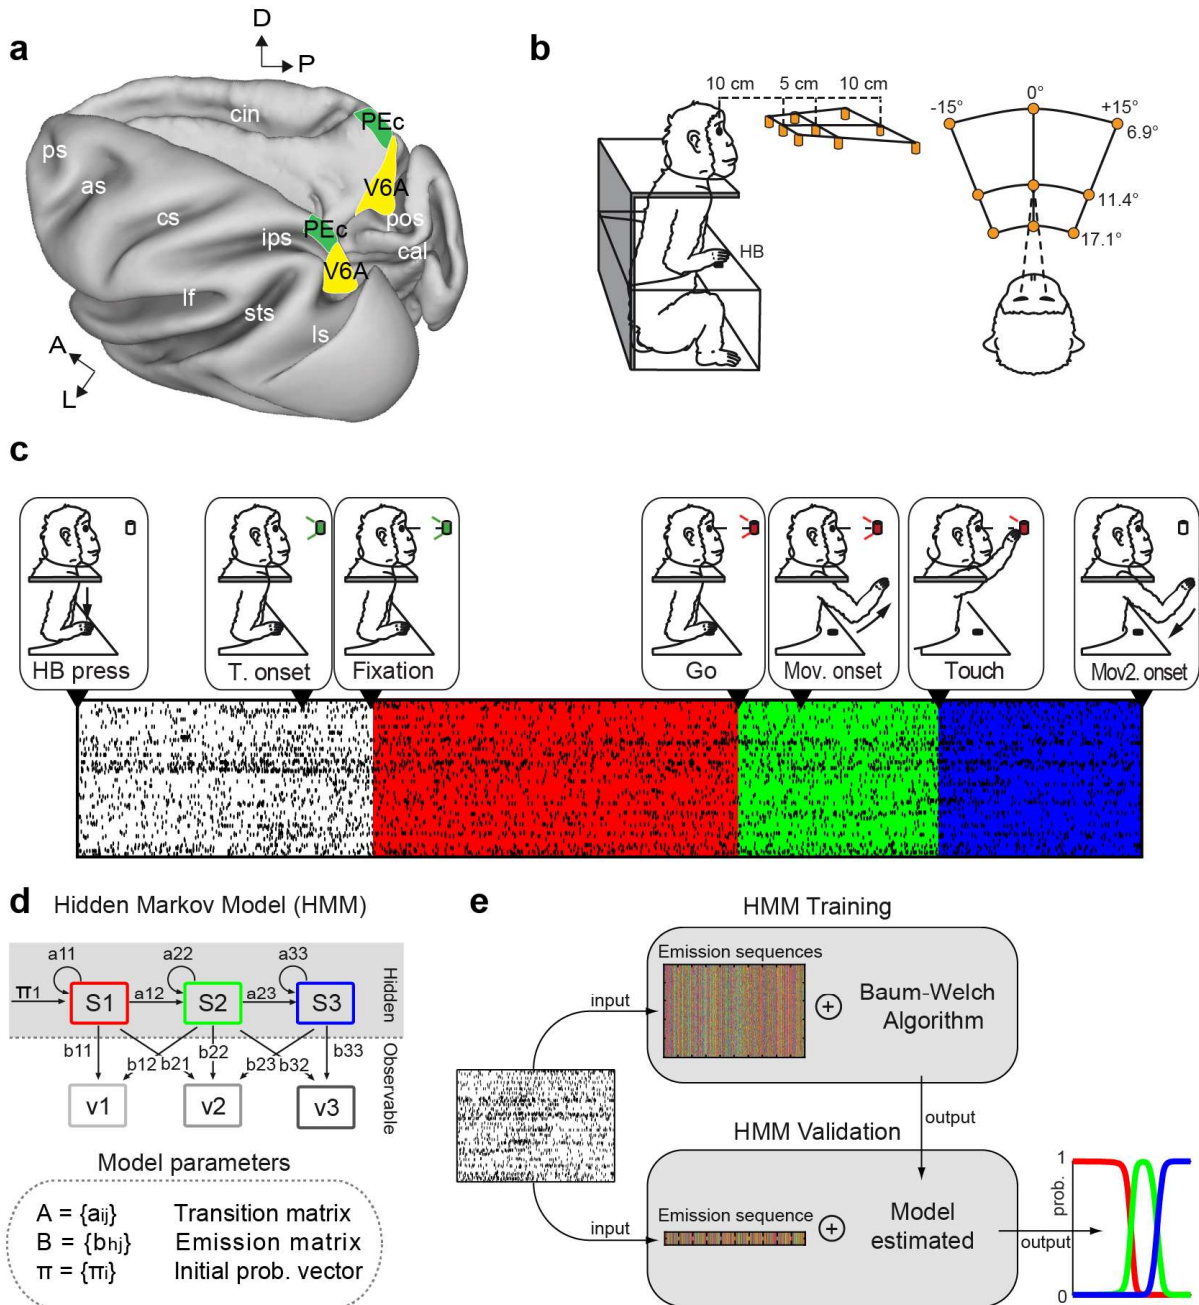 a
D
P
cin
PEc
ps
as
V6A
cs
PEc
pos
ips
cal
V6A
lf
sts
ls
A
L
b
10 cm 5 cm 10 cm
HB
0°
-15° +15°
6.9°
11.4°
17.1°
c
HB press
T. onset
Fixation
Go
Mov. onset
Touch
Mov2. onset
d
Hidden Markov Model (HMM)
a11 a22 a33
π1 S1 a12 S2 a23 S3
Hidden
b11 b12 b21 b22 b23 b32 b33
Observable
v1 v2 v3
Model parameters
A = {aij} Transition matrix
B = {bhj} Emission matrix
π = {πi} Initial prob. vector
e
HMM Training
Emission sequences
input
+
Baum-Welch
Algorithm
output
HMM Validation
Emission sequence
input
+
Model
estimated
output
1
prob.
0